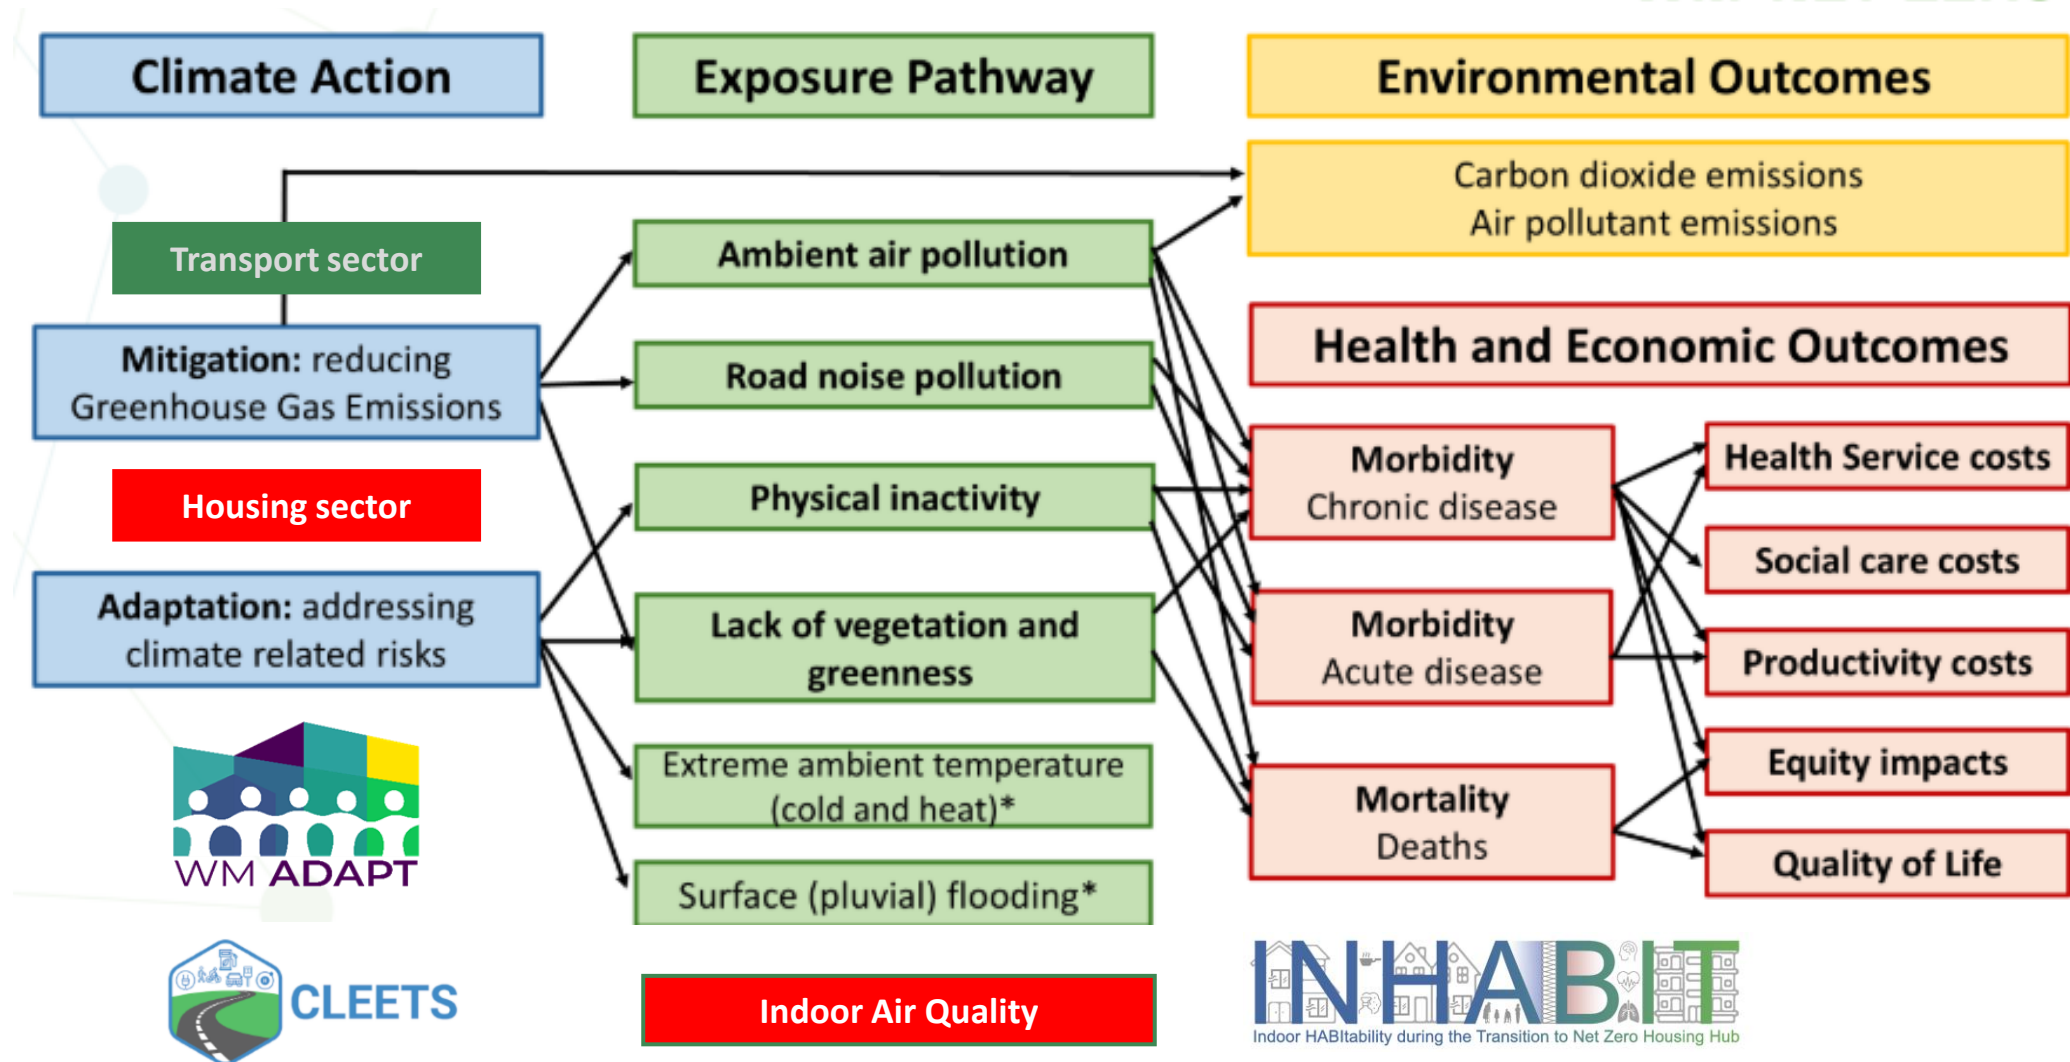 Climate Action
Exposure Pathway
Environmental Outcomes
Carbon dioxide emissions
Air pollutant emissions
Transport sector
Ambient air pollution
Health and Economic Outcomes
Mitigation: reducing
Greenhouse Gas Emissions
Road noise pollution
Housing sector
Physical inactivity
Morbidity
Chronic disease
Health Service costs
Social care costs
Adaptation: addressing
climate related risks
Lack of vegetation and
greenness
Morbidity
Acute disease
Productivity costs
Extreme ambient temperature
(cold and heat)*
Mortality
Deaths
Equity impacts
Quality of Life
Surface (pluvial) flooding*
WM ADAPT
CLEETS
Indoor Air Quality
INHABIT
Indoor HABItability during the Transition to Net Zero Housing Hub